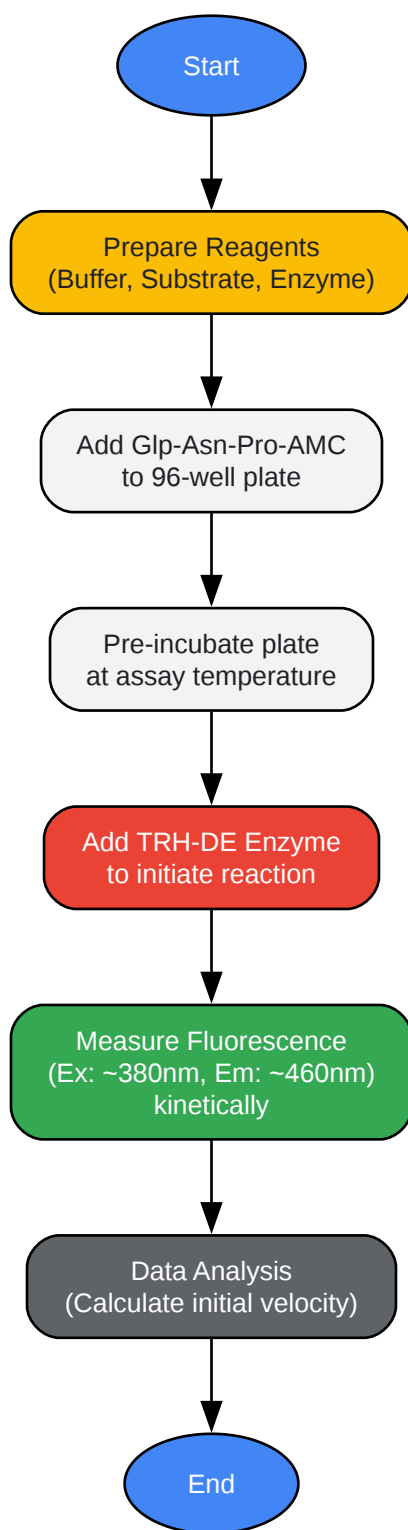 Start
Prepare Reagents
(Buffer, Substrate, Enzyme)
Add Glp-Asn-Pro-AMC
to 96-well plate
Pre-incubate plate
at assay temperature
Add TRH-DE Enzyme
to initiate reaction
Measure Fluorescence
(Ex: ~380nm, Em: ~460nm)
kinetically
Data Analysis
(Calculate initial velocity)
End